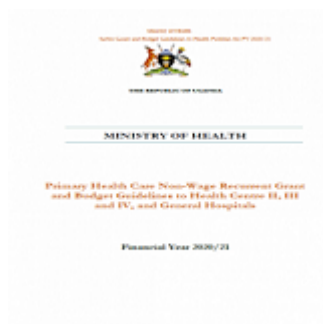 MINISTRY OF HEALTH
THE REPUBLIC OF UGANDA
Primary Health Care Non-Wage Recurrent Grant
and Budget Guidelines to Health Centre II, III
and IV, and General Hospitals
Financial Year 2020/21